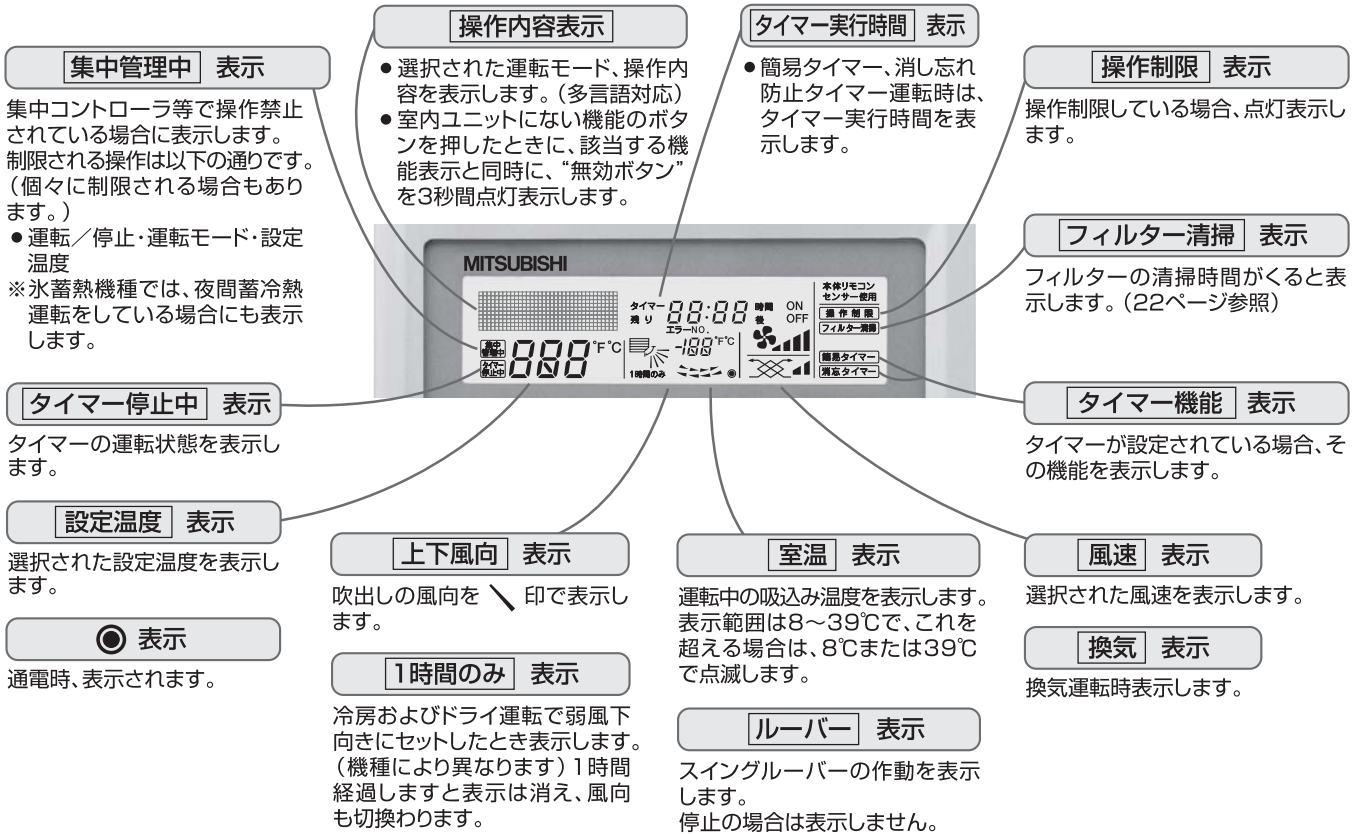 集中管理中 表示
集中コントローラ等で操作禁止
されている場合に表示します。
制限される操作は以下の通りです。
(個々に制限される場合もあり
ます。)
●運転/停止・運転モード・設定
温度
※氷蓄熱機種では、夜間蓄冷熱
運転をしている場合にも表示
します。
操作内容表示
●選択された運転モード、操作内
容を表示します。(多言語対応)
●室内ユニットにない機能のボタ
ンを押したときに、該当する機
能表示と同時に、“無効ボタン”
を3秒間点灯表示します。
タイマー実行時間 表示
●簡易タイマー、消し忘れ
防止タイマー運転時は、
タイマー実行時間を表
示します。
操作制限 表示
操作制限している場合、点灯表示し
ます。
フィルター清掃 表示
フィルターの清掃時間がくると表
示します。(22ページ参照)
MITSUBISHI
タイマー
残り
88:88
時間
後
ON
OFF
エラーNO.
本体リモコン
センサー使用
操作制限
フィルター清掃
簡易タイマー
消忘タイマー
集中
管理中
タイマー
停止中
888
°F°C
-188
°F°C
1時間のみ
タイマー停止中 表示
タイマーの運転状態を表示し
ます。
設定温度 表示
選択された設定温度を表示し
ます。
◉ 表示
通電時、表示されます。
上下風向 表示
吹出しの風向を \ 印で表示し
ます。
1時間のみ 表示
冷房およびドライ運転で弱風下
向きにセットしたとき表示します。
(機種により異なります)1時間
経過しますと表示は消え、風向
も切換わります。
室温 表示
運転中の吸込み温度を表示します。
表示範囲は8~39℃で、これを
超える場合は、8℃または39℃
で点滅します。
ルーバー 表示
スイングルーバーの作動を表示
します。
停止の場合は表示しません。
タイマー機能 表示
タイマーが設定されている場合、そ
の機能を表示します。
風速 表示
選択された風速を表示します。
換気 表示
換気運転時表示します。